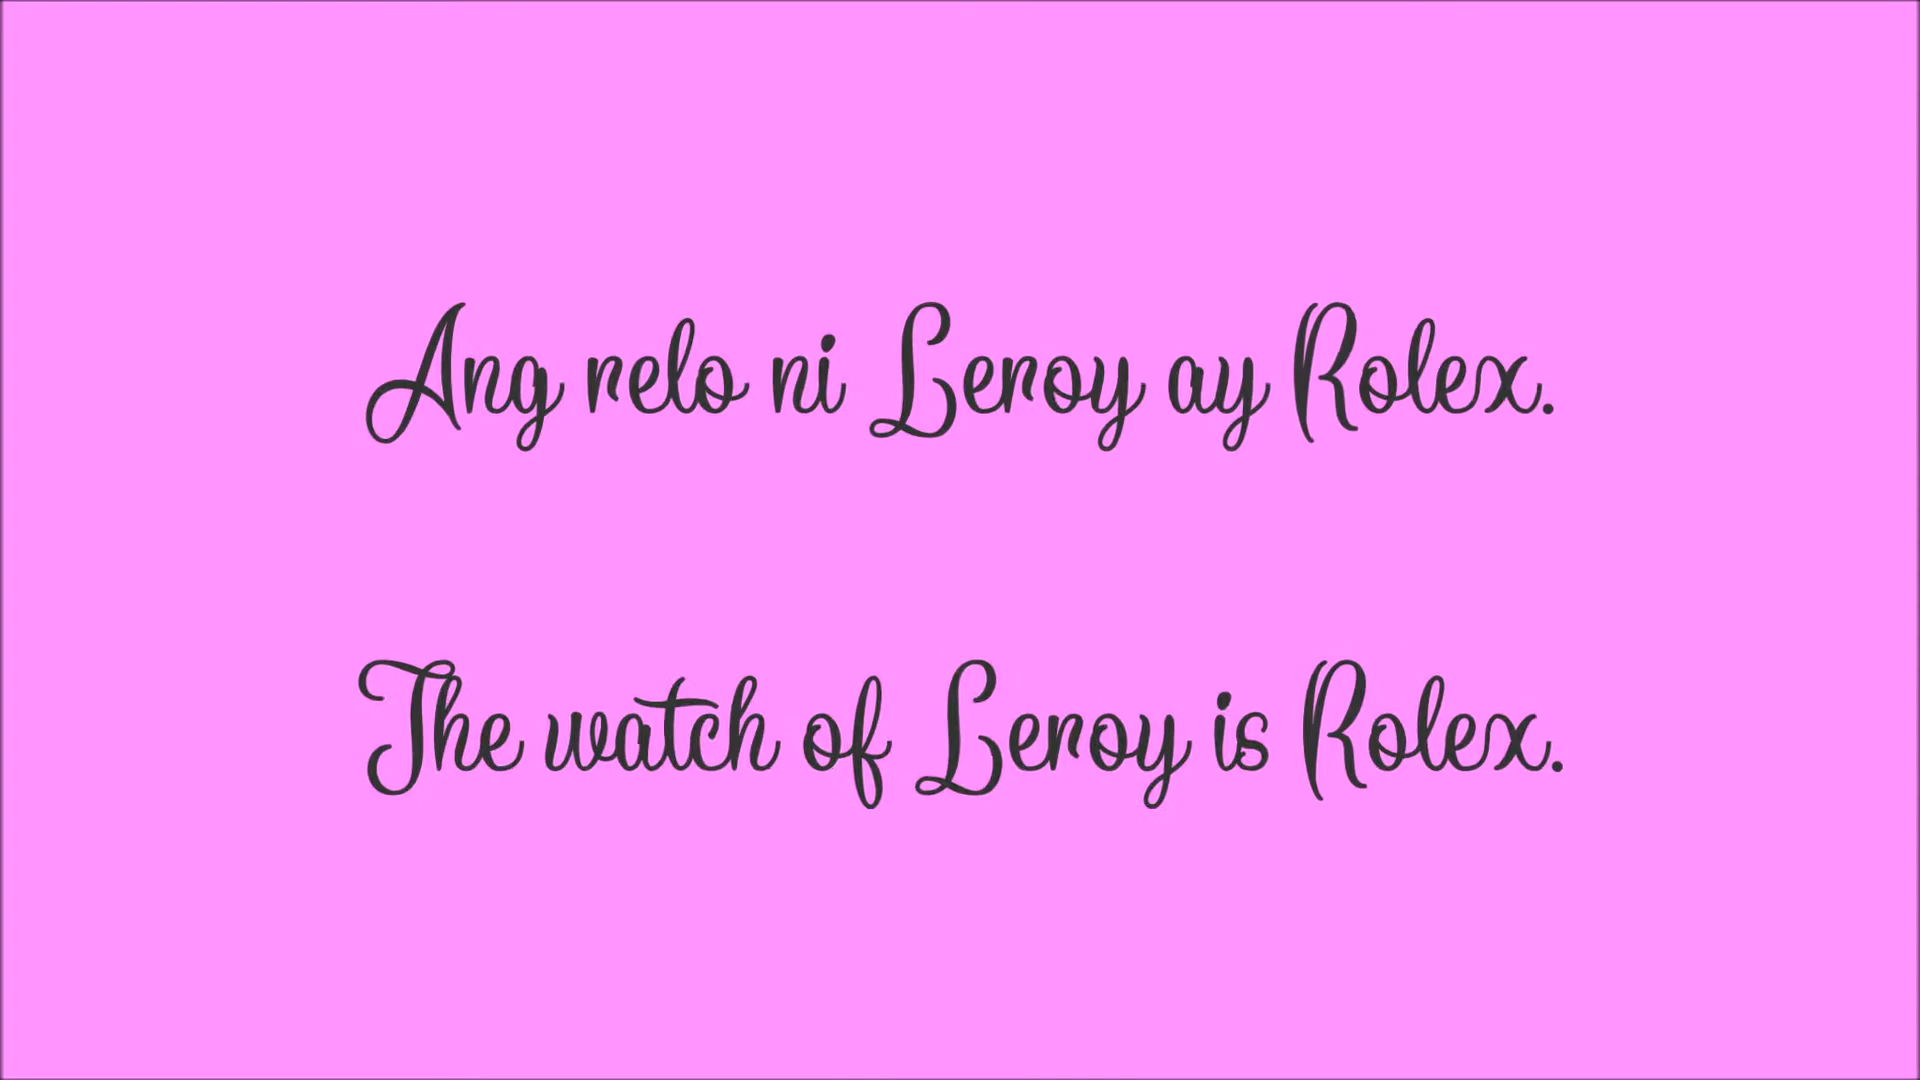 Ang relo ni Leroy ay Rolex.
The watch of Leroy is Rolex.